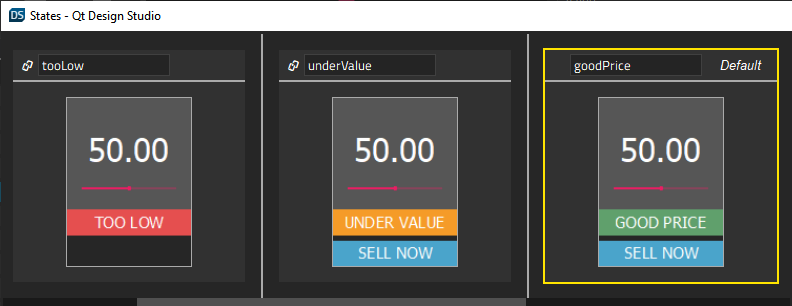 DS States - Qt Design Studio
tooLow
50.00
TOO LOW
underValue
50.00
UNDER VALUE
SELL NOW
goodPrice Default
50.00
GOOD PRICE
SELL NOW